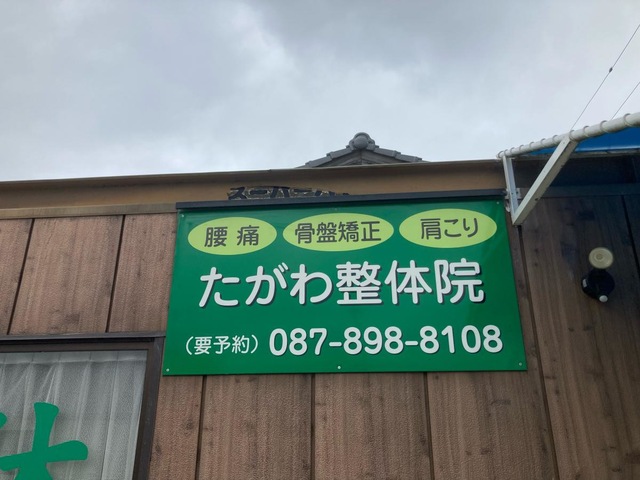 腰痛 骨盤矯正 肩こり
たがわ整体院
(要予約) 087-898-8108